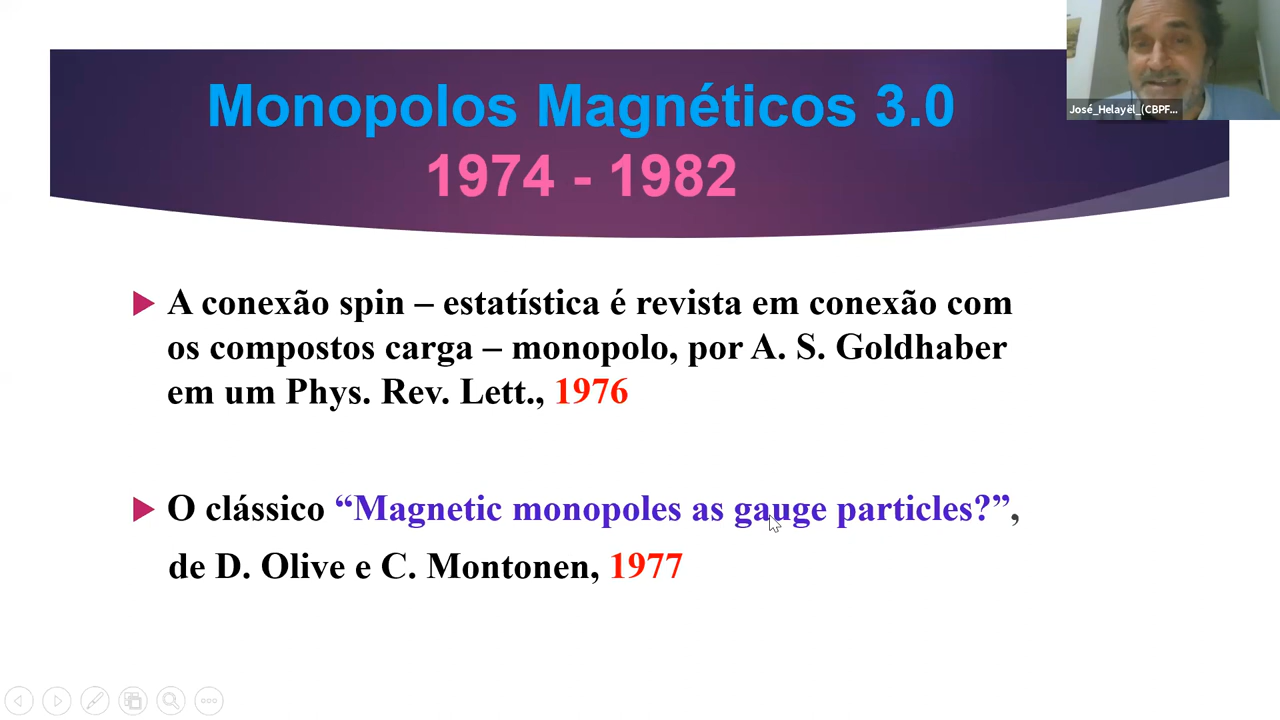 Monopolos Magnéticos 3.0
1974 - 1982
José_Helayël_(CBPF...
A conexão spin – estatística é revista em conexão com
os compostos carga – monopolo, por A. S. Goldhaber
em um Phys. Rev. Lett., 1976
O clássico “Magnetic monopoles as gauge particles?”,
de D. Olive e C. Montonen, 1977